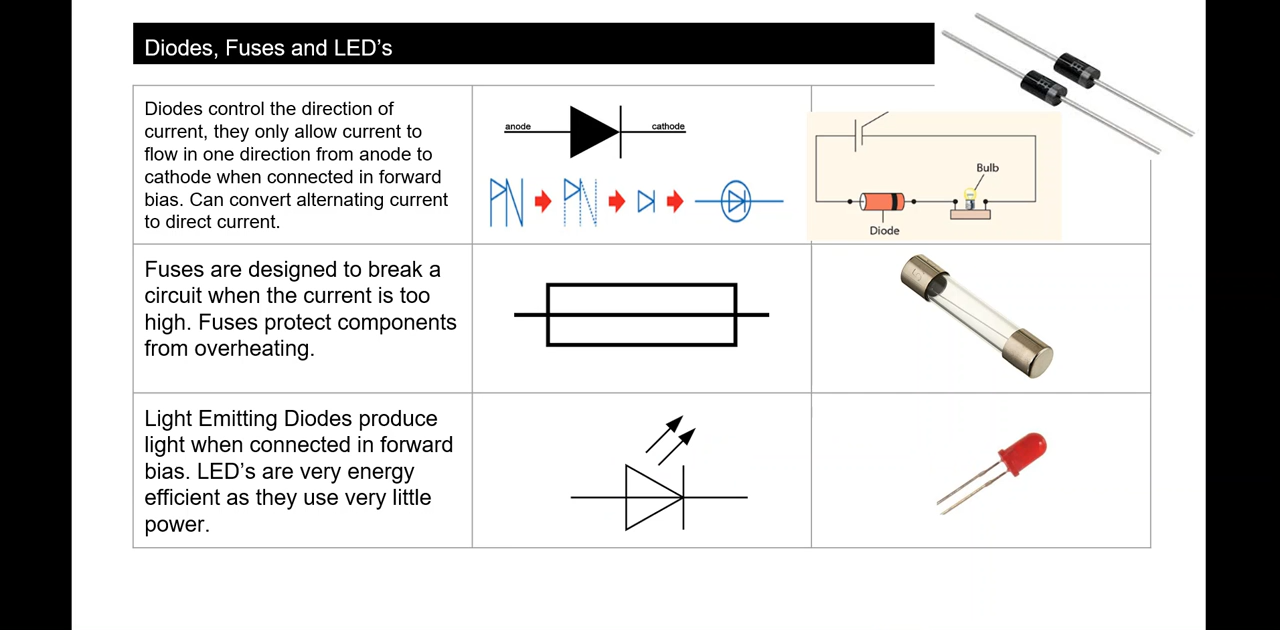 Diodes, Fuses and LED’s
Diodes control the direction of
current, they only allow current to
flow in one direction from anode to
cathode when connected in forward
bias. Can convert alternating current
to direct current.
anode
cathode
PN
PN
Bulb
Diode
Fuses are designed to break a
circuit when the current is too
high. Fuses protect components
from overheating.
Light Emitting Diodes produce
light when connected in forward
bias. LED’s are very energy
efficient as they use very little
power.